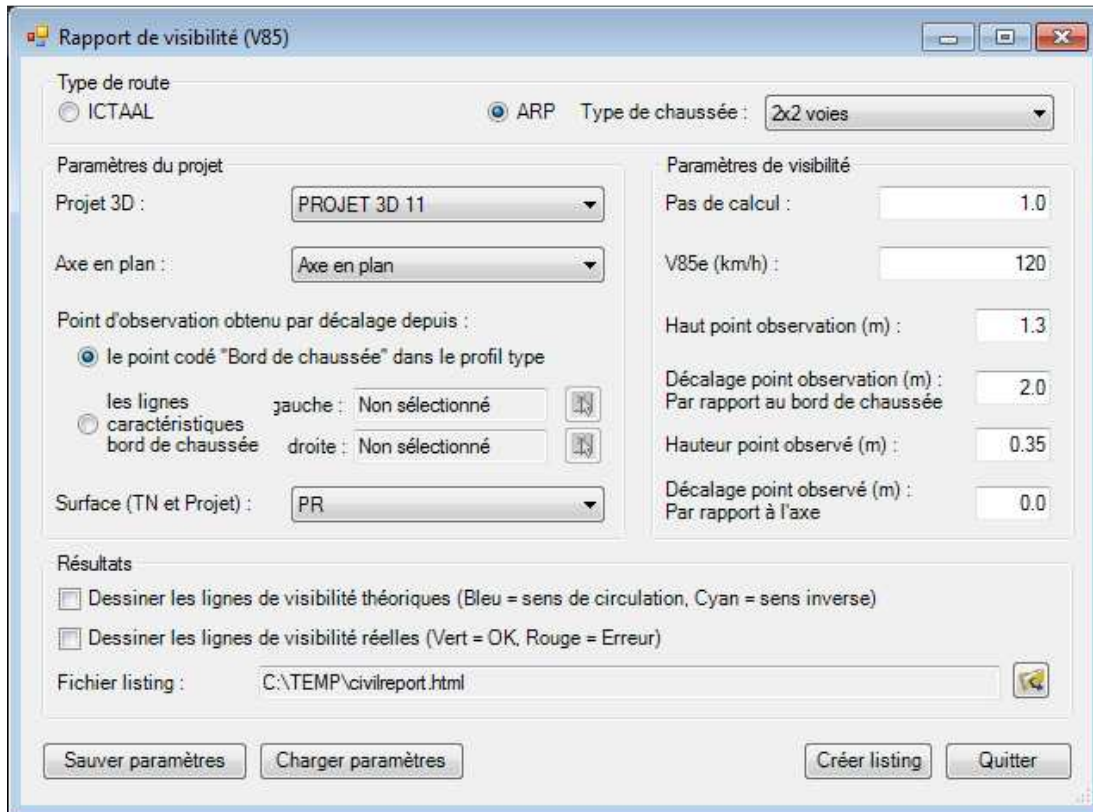 Rapport de visibilité (V85)
Type de route
ICTAAL
ARP Type de chaussée : 2x2 voies
Paramètres du projet
Projet 3D : PROJET 3D 11
Axe en plan : Axe en plan
Point d'observation obtenu par décalage depuis :
le point codé "Bord de chaussée" dans le profil type
les lignes
caractéristiques
bord de chaussée
gauche : Non sélectionné
droite : Non sélectionné
Surface (TN et Projet) : PR
Paramètres de visibilité
Pas de calcul : 1.0
V85e (km/h) : 120
Haut point observation (m) : 1.3
Décalage point observation (m) :
Par rapport au bord de chaussée
2.0
Hauteur point observé (m) : 0.35
Décalage point observé (m) :
Par rapport à l'axe
0.0
Résultats
Dessiner les lignes de visibilité théoriques (Bleu = sens de circulation, Cyan = sens inverse)
Dessiner les lignes de visibilité réelles (Vert = OK, Rouge = Erreur)
Fichier listing : C:\TEMP\civilreport.html
Sauver paramètres Charger paramètres Créer listing Quitter